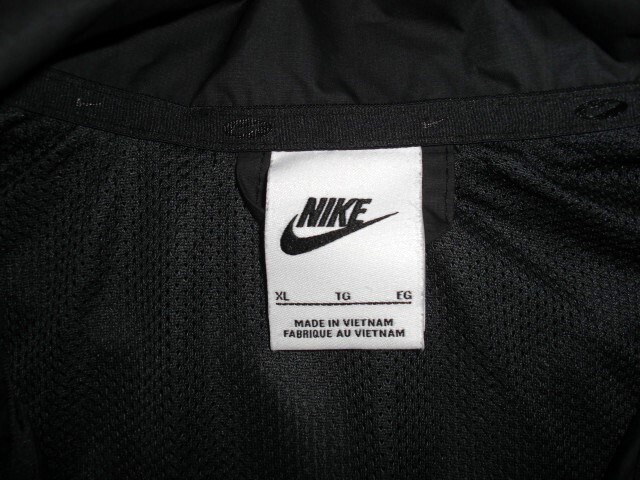 NIKE
XL TG EG
MADE IN VIETNAM
FABRIQUE AU VIETNAM